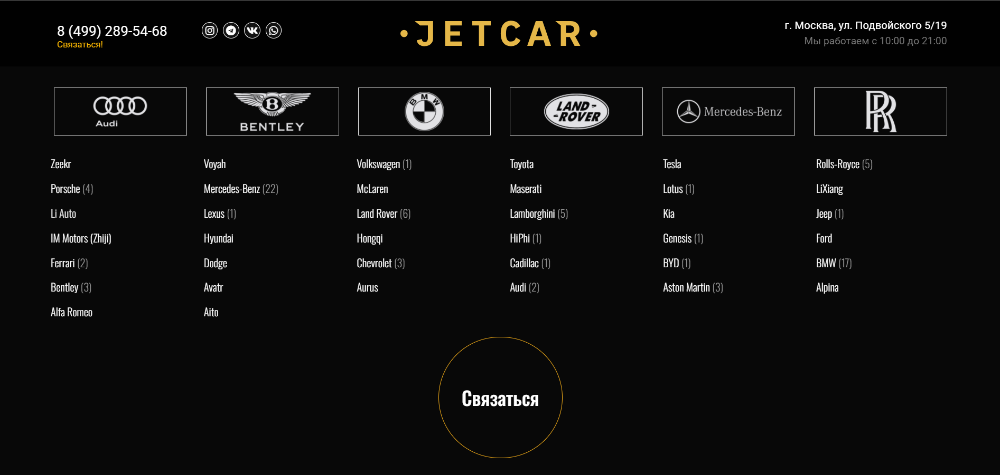 8 (499) 289-54-68
Связаться!
·JETCAR·
г. Москва, ул. Подвойского 5/19
Мы работаем с 10:00 до 21:00
Audi
B
BENTLEY
BMW
LAND-
-ROVER
Mercedes-Benz
RR
Zeekr
Voyah
Volkswagen (1)
Toyota
Tesla
Rolls-Royce (5)
Porsche (4)
Mercedes-Benz (22)
McLaren
Maserati
Lotus (1)
LiXiang
Li Auto
Lexus (1)
Land Rover (6)
Lamborghini (5)
Kia
Jeep (1)
IM Motors (Zhiji)
Hyundai
Hongqi
HiPhi (1)
Genesis (1)
Ford
Ferrari (2)
Dodge
Chevrolet (3)
Cadillac (1)
BYD (1)
BMW (17)
Bentley (3)
Avatr
Aurus
Audi (2)
Aston Martin (3)
Alpina
Alfa Romeo
Aito
Связаться